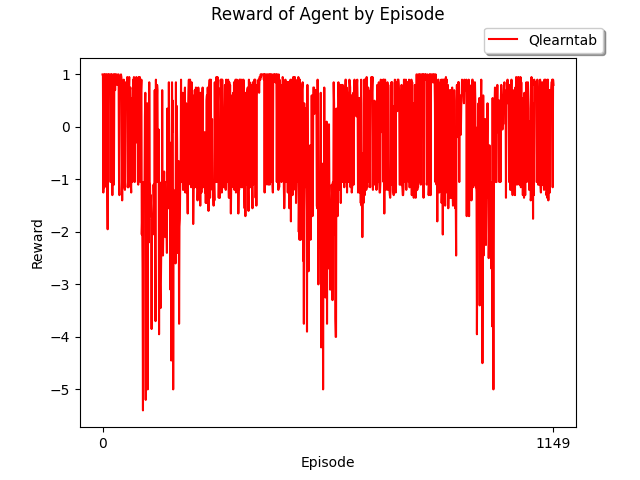 Reward of Agent by Episode
Qlearntab
1
0
−1
−2
−3
−4
−5
Reward
0
1149
Episode